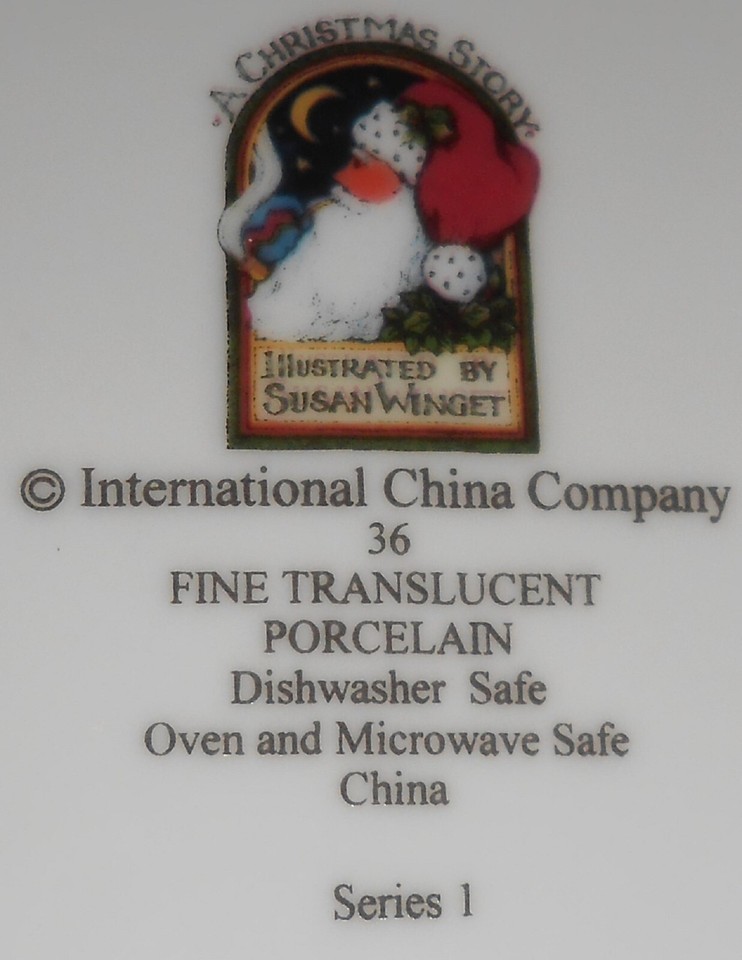 A CHRISTMAS STORY
ILLUSTRATED BY
SUSAN WINGET
© International China Company
36
FINE TRANSLUCENT
PORCELAIN
Dishwasher Safe
Oven and Microwave Safe
China
Series 1